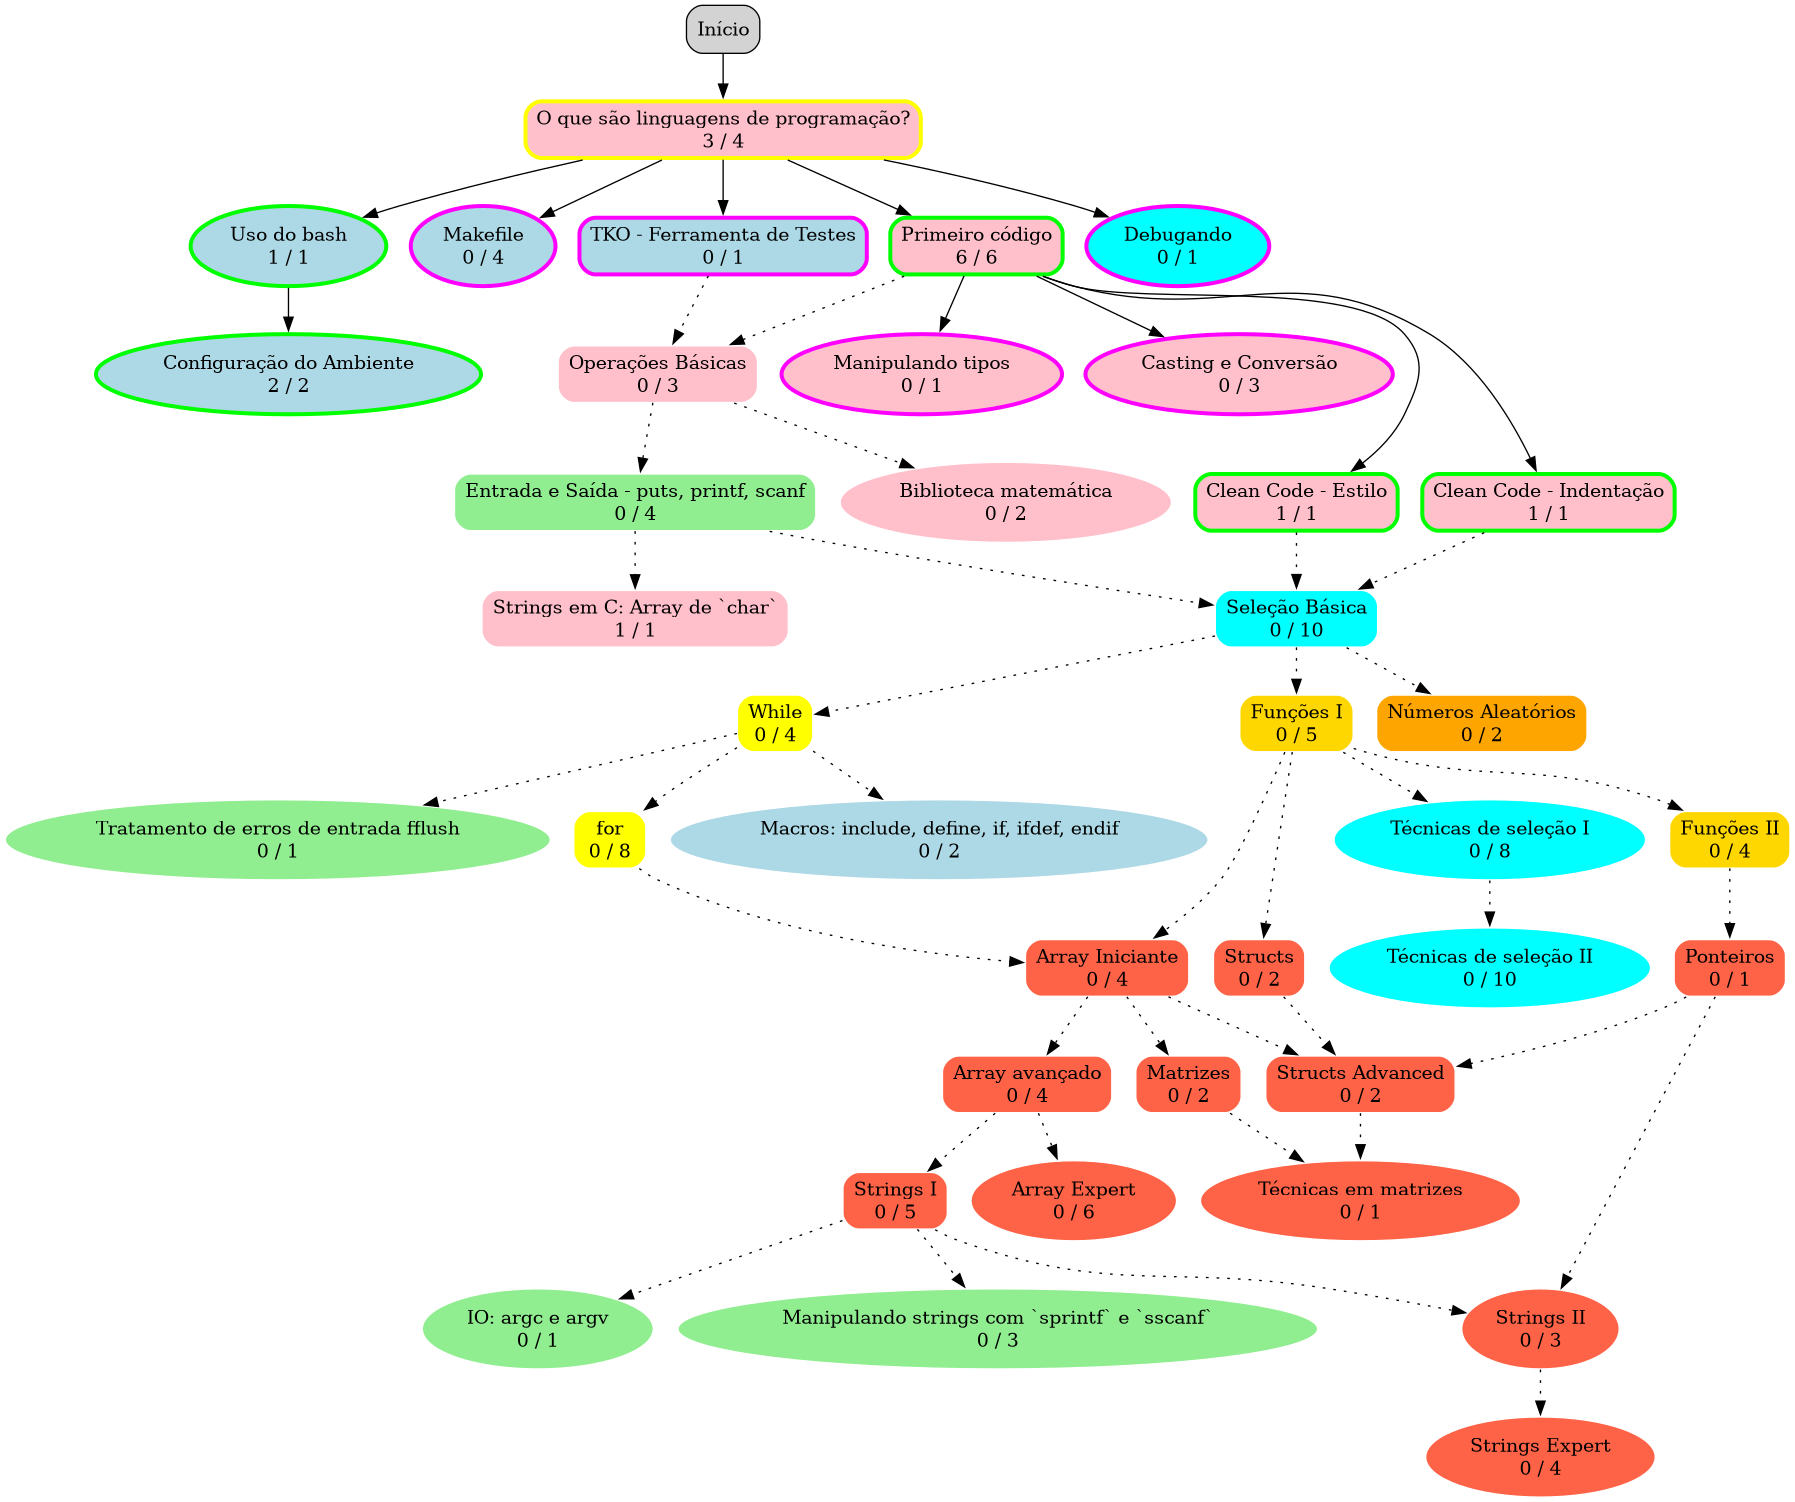 Início
O que são linguagens de programação?
3 / 4
Uso do bash
1 / 1
Makefile
0 / 4
TKO - Ferramenta de Testes
0 / 1
Primeiro código
6 / 6
Debugando
0 / 1
Configuração do Ambiente
2 / 2
Operações Básicas
0 / 3
Manipulando tipos
0 / 1
Casting e Conversão
0 / 3
Entrada e Saída - puts, printf, scanf
0 / 4
Biblioteca matemática
0 / 2
Clean Code - Estilo
1 / 1
Clean Code - Indentação
1 / 1
Strings em C: Array de `char`
1 / 1
Seleção Básica
0 / 10
While
0 / 4
Funções I
0 / 5
Números Aleatórios
0 / 2
Tratamento de erros de entrada fflush
0 / 1
for
0 / 8
Macros: include, define, if, ifdef, endif
0 / 2
Técnicas de seleção I
0 / 8
Funções II
0 / 4
Array Iniciante
0 / 4
Structs
0 / 2
Técnicas de seleção II
0 / 10
Ponteiros
0 / 1
Array avançado
0 / 4
Matrizes
0 / 2
Structs Advanced
0 / 2
Strings I
0 / 5
Array Expert
0 / 6
Técnicas em matrizes
0 / 1
IO: argc e argv
0 / 1
Manipulando strings com `sprintf` e `sscanf`
0 / 3
Strings II
0 / 3
Strings Expert
0 / 4